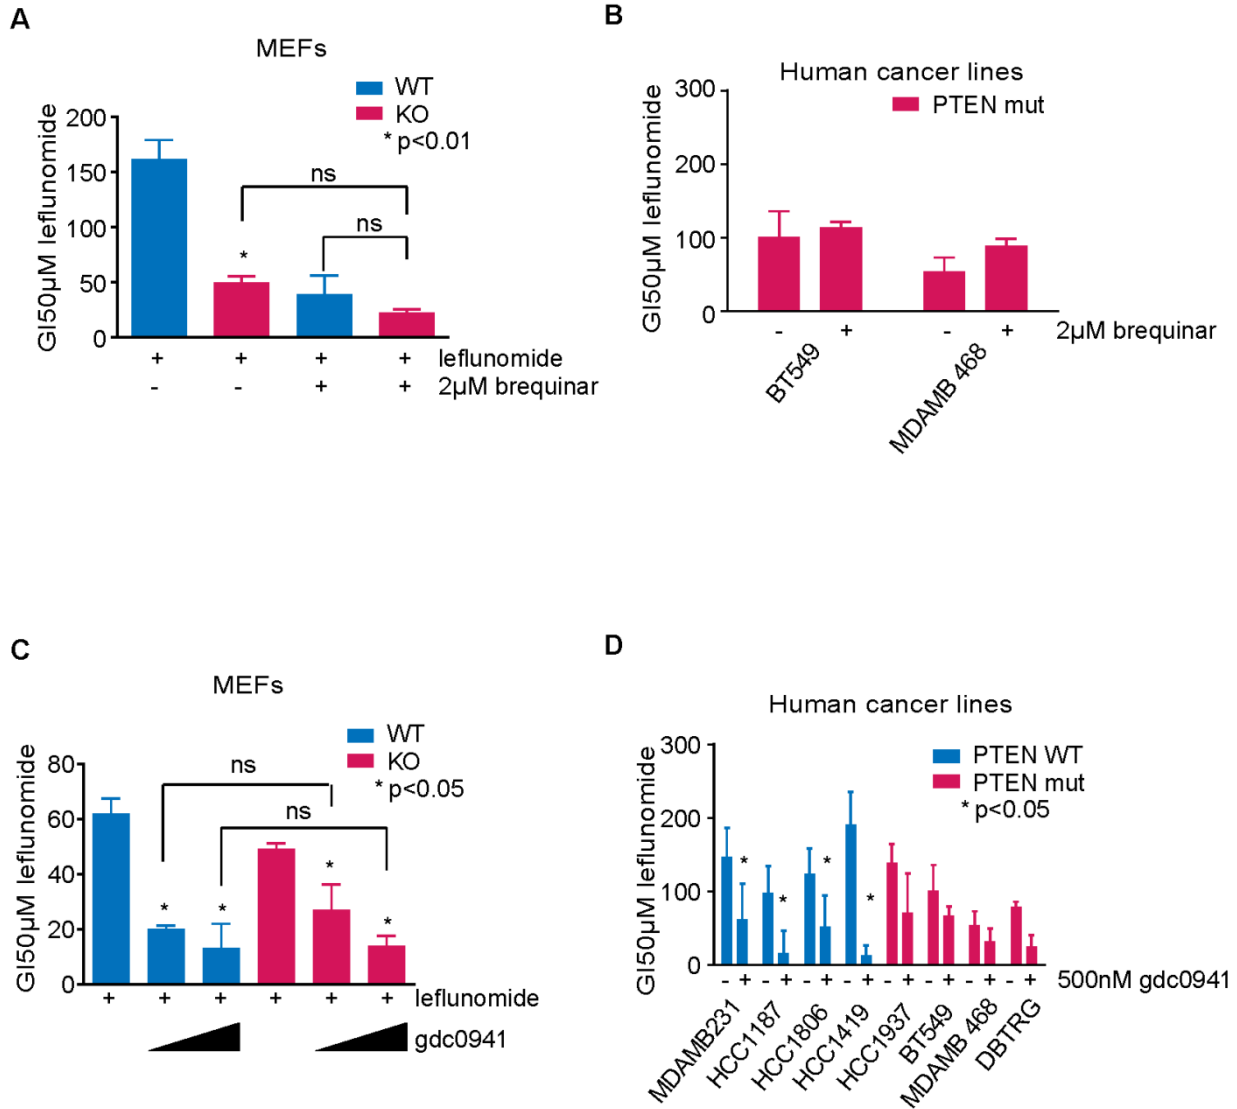 A
MEFs
WT
KO
* p<0.01
GI50µM leflunomide
200
150
100
50
0
ns
ns
*
+ + + + leflunomide
- - + + 2µM brequinar
B
Human cancer lines
PTEN mut
GI50µM leflunomide
300
200
100
0
- + - + 2µM brequinar
BT549
MDAMB 468
C
MEFs
WT
KO
* p<0.05
GI50µM leflunomide
80
60
40
20
0
ns
ns
* * * *
+ + + + + + leflunomide
gdc0941
D
Human cancer lines
PTEN WT
PTEN mut
* p<0.05
GI50µM leflunomide
300
200
100
0
* * * *
- + - + - + - + - + - + - + - + 500nM gdc0941
MDAMB231
HCC1187
HCC1806
HCC1419
HCC1937
BT549
MDAMB 468
DBTRG